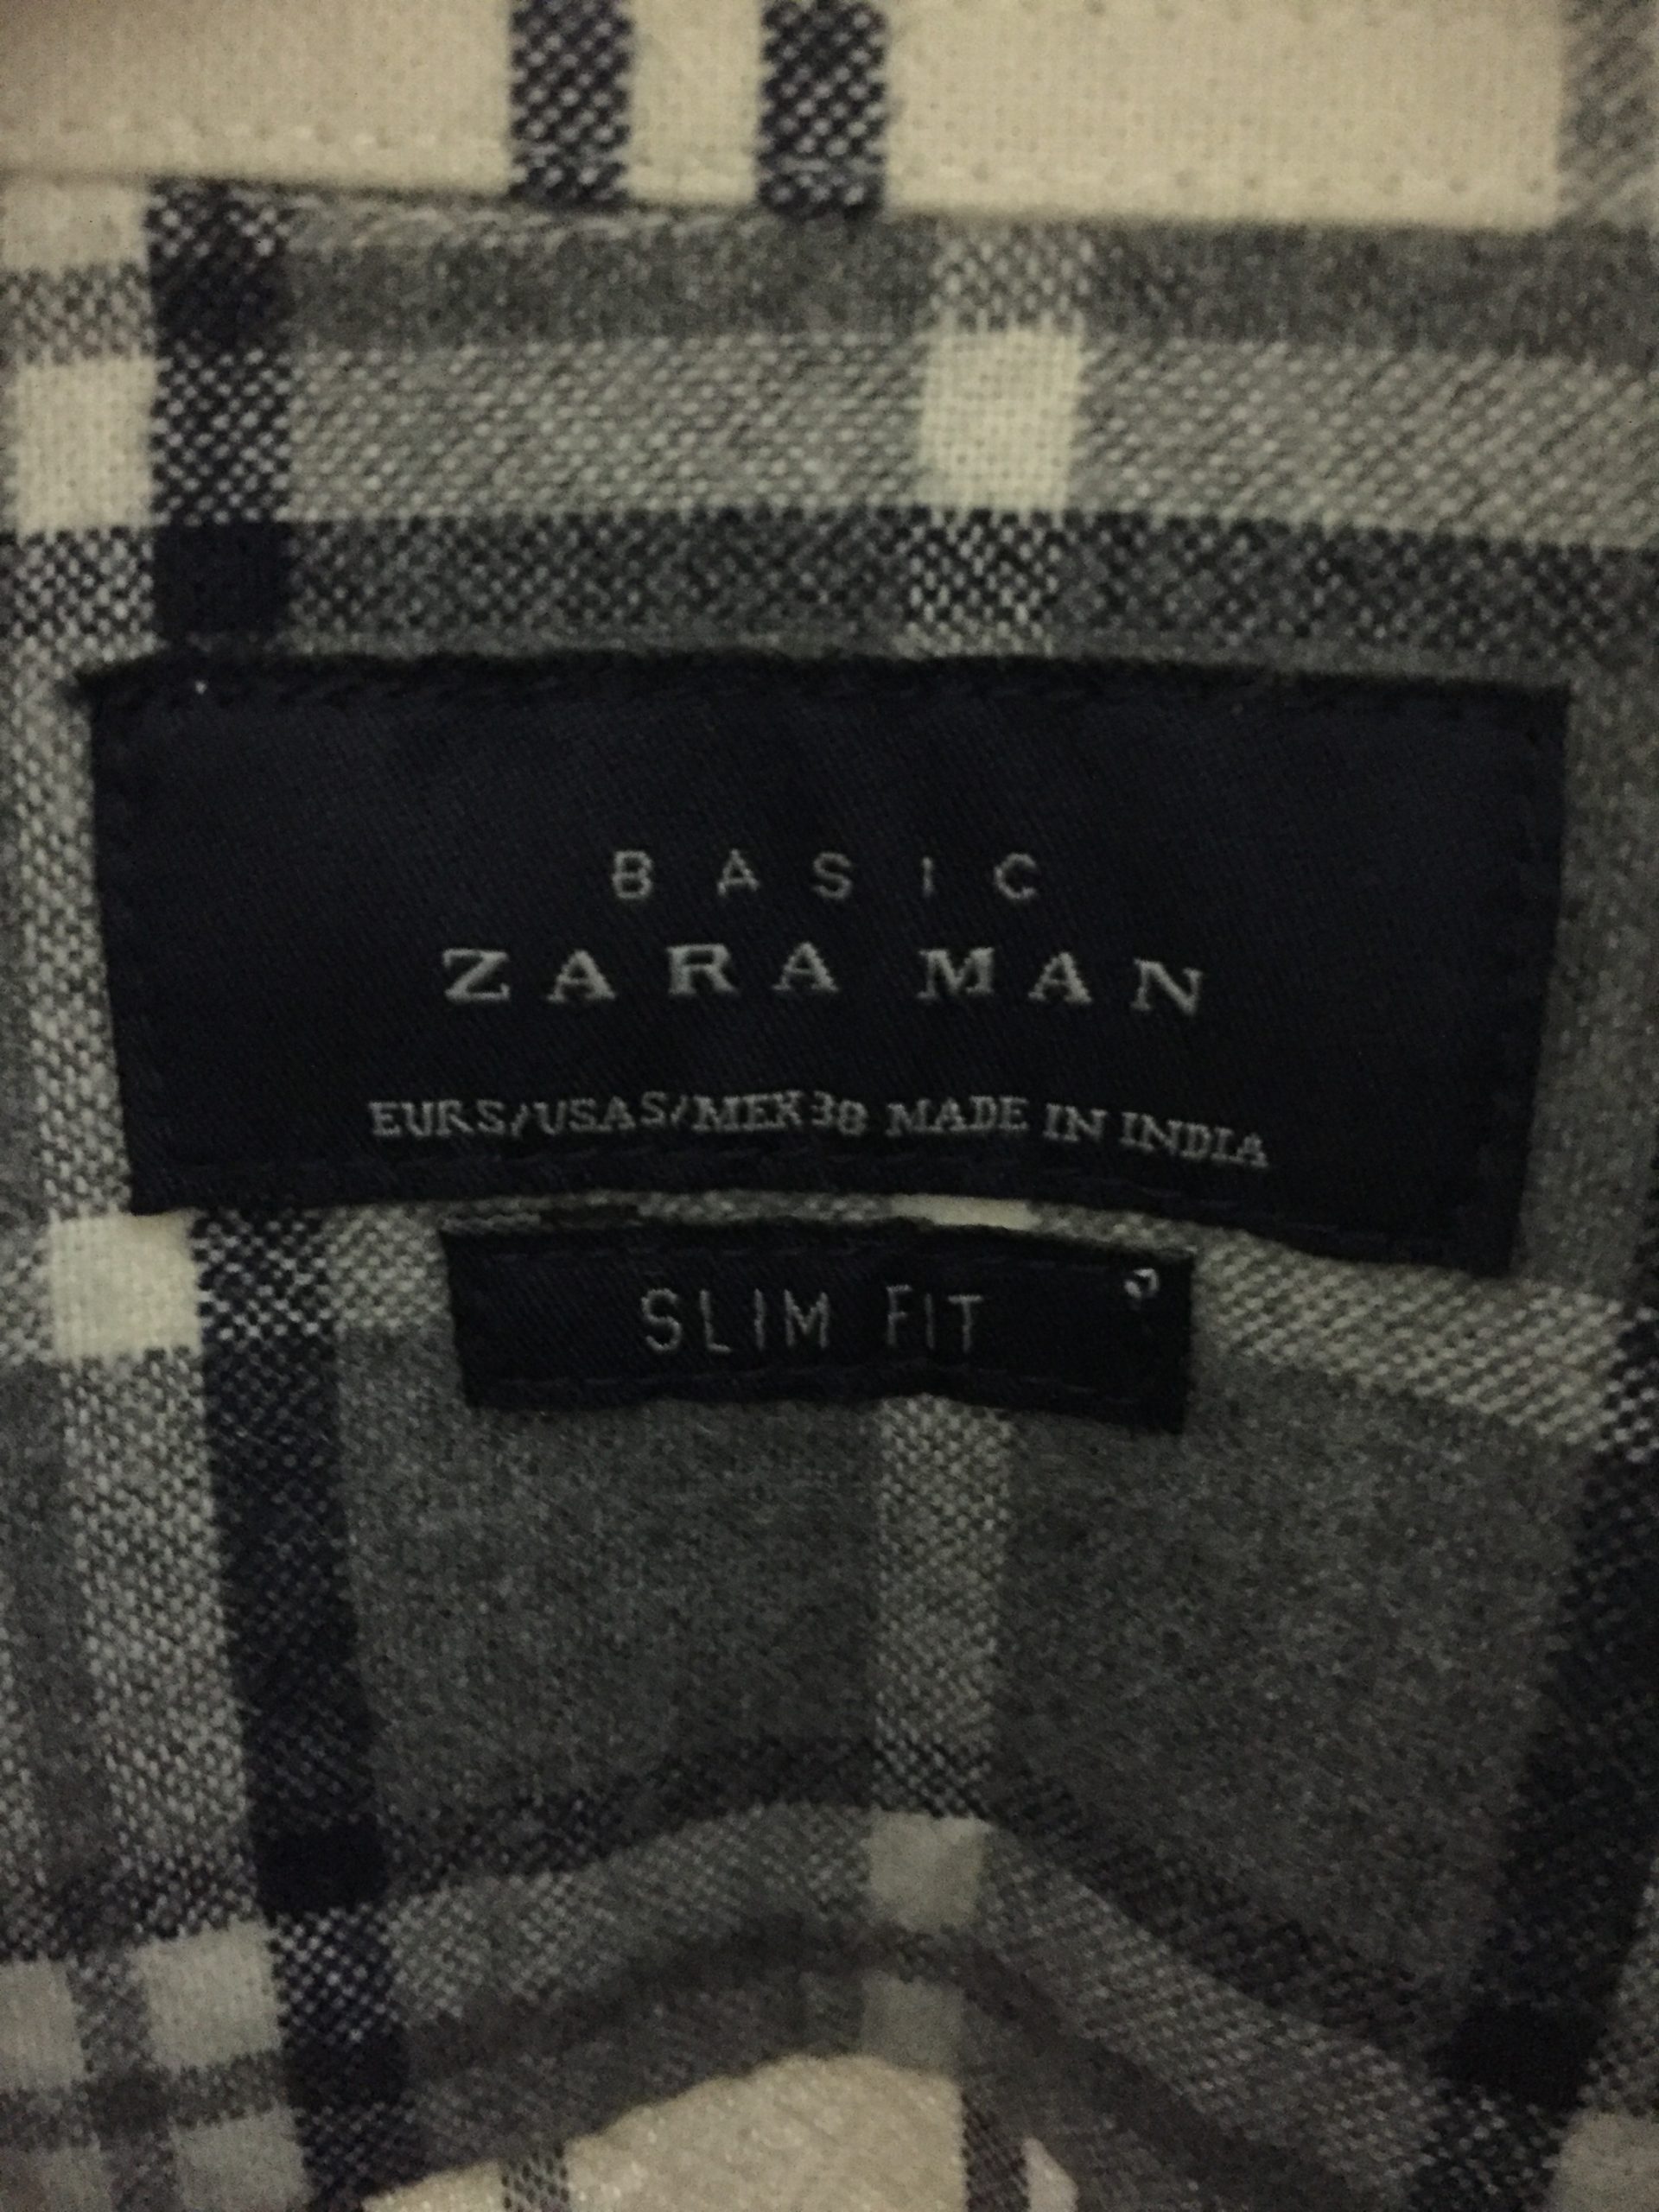 BASIC
ZARA MAN
EUR S/USA S/MEX 38 MADE IN INDIA
SLIM FIT